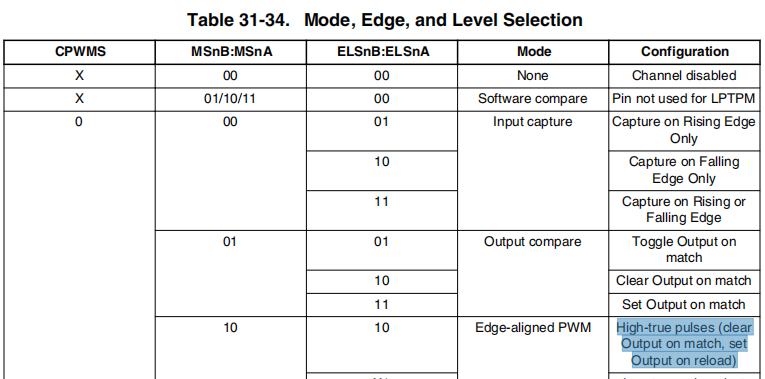 Table 31-34. Mode, Edge, and Level Selection
CPWMS MSnB:MSnA ELSnB:ELSnA Mode Configuration
X 00 00 None Channel disabled
X 01/10/11 00 Software compare Pin not used for LPTPM
0 00 01 Input capture Capture on Rising Edge
Only
10 Capture on Falling
Edge Only
11 Capture on Rising or
Falling Edge
01 01 Output compare Toggle Output on
match
10 Clear Output on match
11 Set Output on match
10 10 Edge-aligned PWM High-true pulses (clear
Output on match, set
Output on reload)